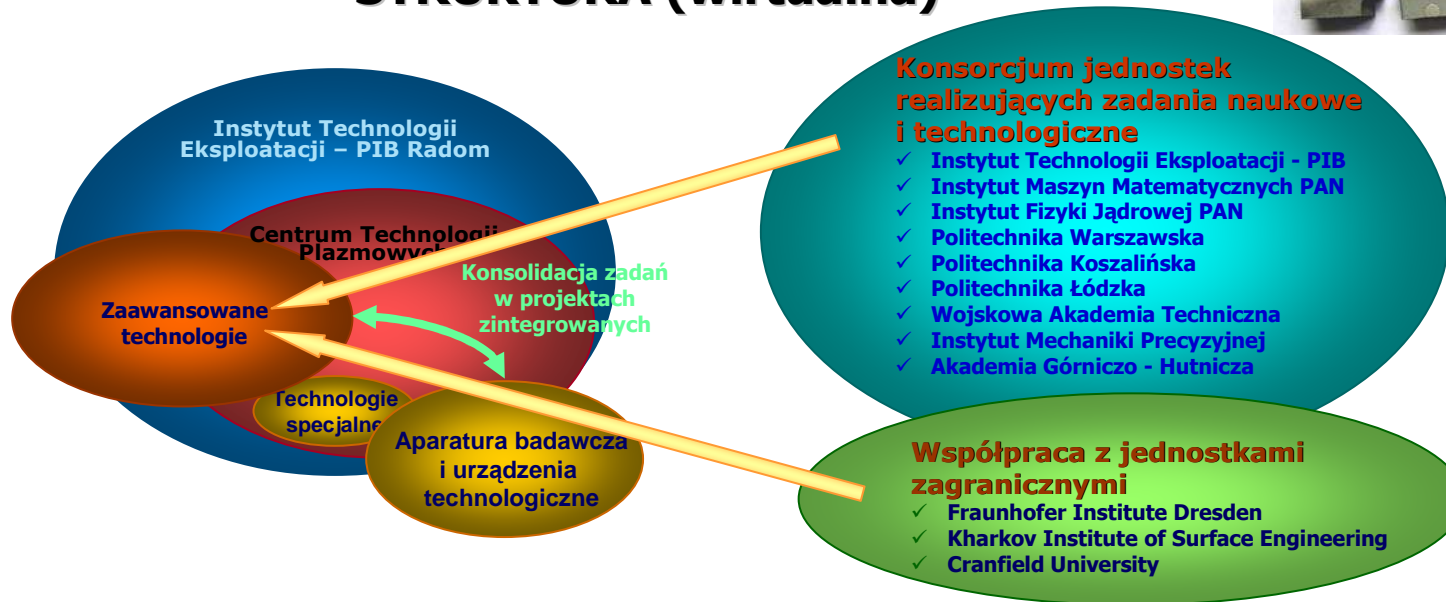 STRUKTURA (wirtualna)
Instytut Technologii
Eksploatacji – PIB Radom
Centrum Technologii
Plazmowych
Konsolidacja zadań
w projektach
zintegrowanych
Zaawansowane
technologie
Technologie
specjalne
Aparatura badawcza
i urządzenia
technologiczne
Konsorcjum jednostek
realizujących zadania naukowe
i technologiczne
✓ Instytut Technologii Eksploatacji - PIB
✓ Instytut Maszyn Matematycznych PAN
✓ Instytut Fizyki Jądrowej PAN
✓ Politechnika Warszawska
✓ Politechnika Koszalińska
✓ Politechnika Łódzka
✓ Wojskowa Akademia Techniczna
✓ Instytut Mechaniki Precyzyjnej
✓ Akademia Górniczo - Hutnicza
Współpraca z jednostkami
zagranicznymi
✓ Fraunhofer Institute Dresden
✓ Kharkov Institute of Surface Engineering
✓ Cranfield University